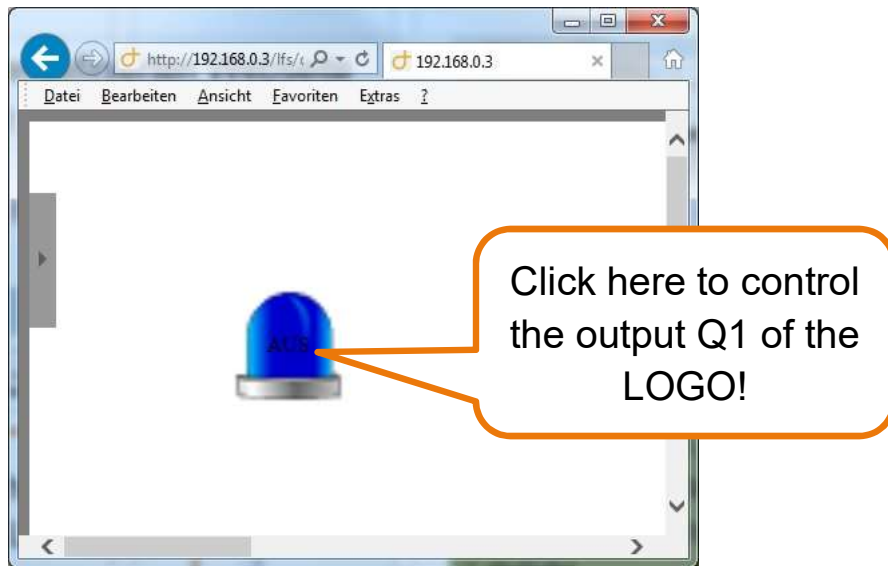 http://192.168.0.3/lfs/
192.168.0.3
Datei Bearbeiten Ansicht Favoriten Extras ?
AUS
Click here to control
the output Q1 of the
LOGO!